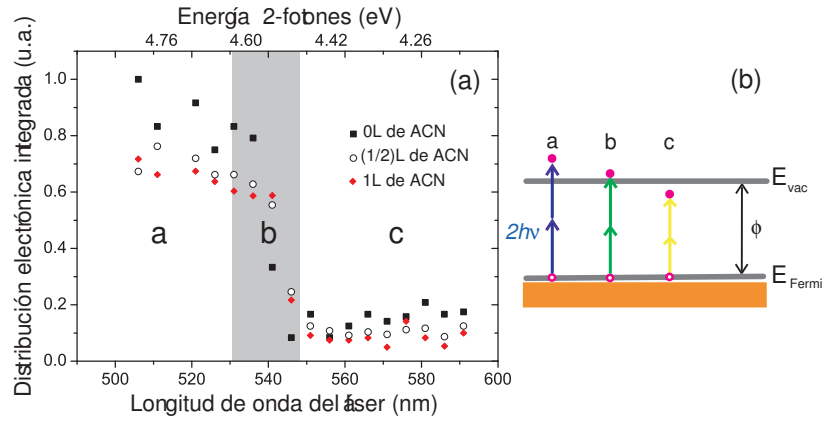 Energía 2-fotones (eV)
4.76 4.60 4.42 4.26
Distribución electrónica integrada (u.a.)
1.0
0.8
0.6
0.4
0.2
0.0
(a)
0L de ACN
(1/2)L de ACN
1L de ACN
a b c
500 520 540 560 580 600
Longitud de onda del láser (nm)
(b)
a b c
Evac
2hν
ϕ
EFermi